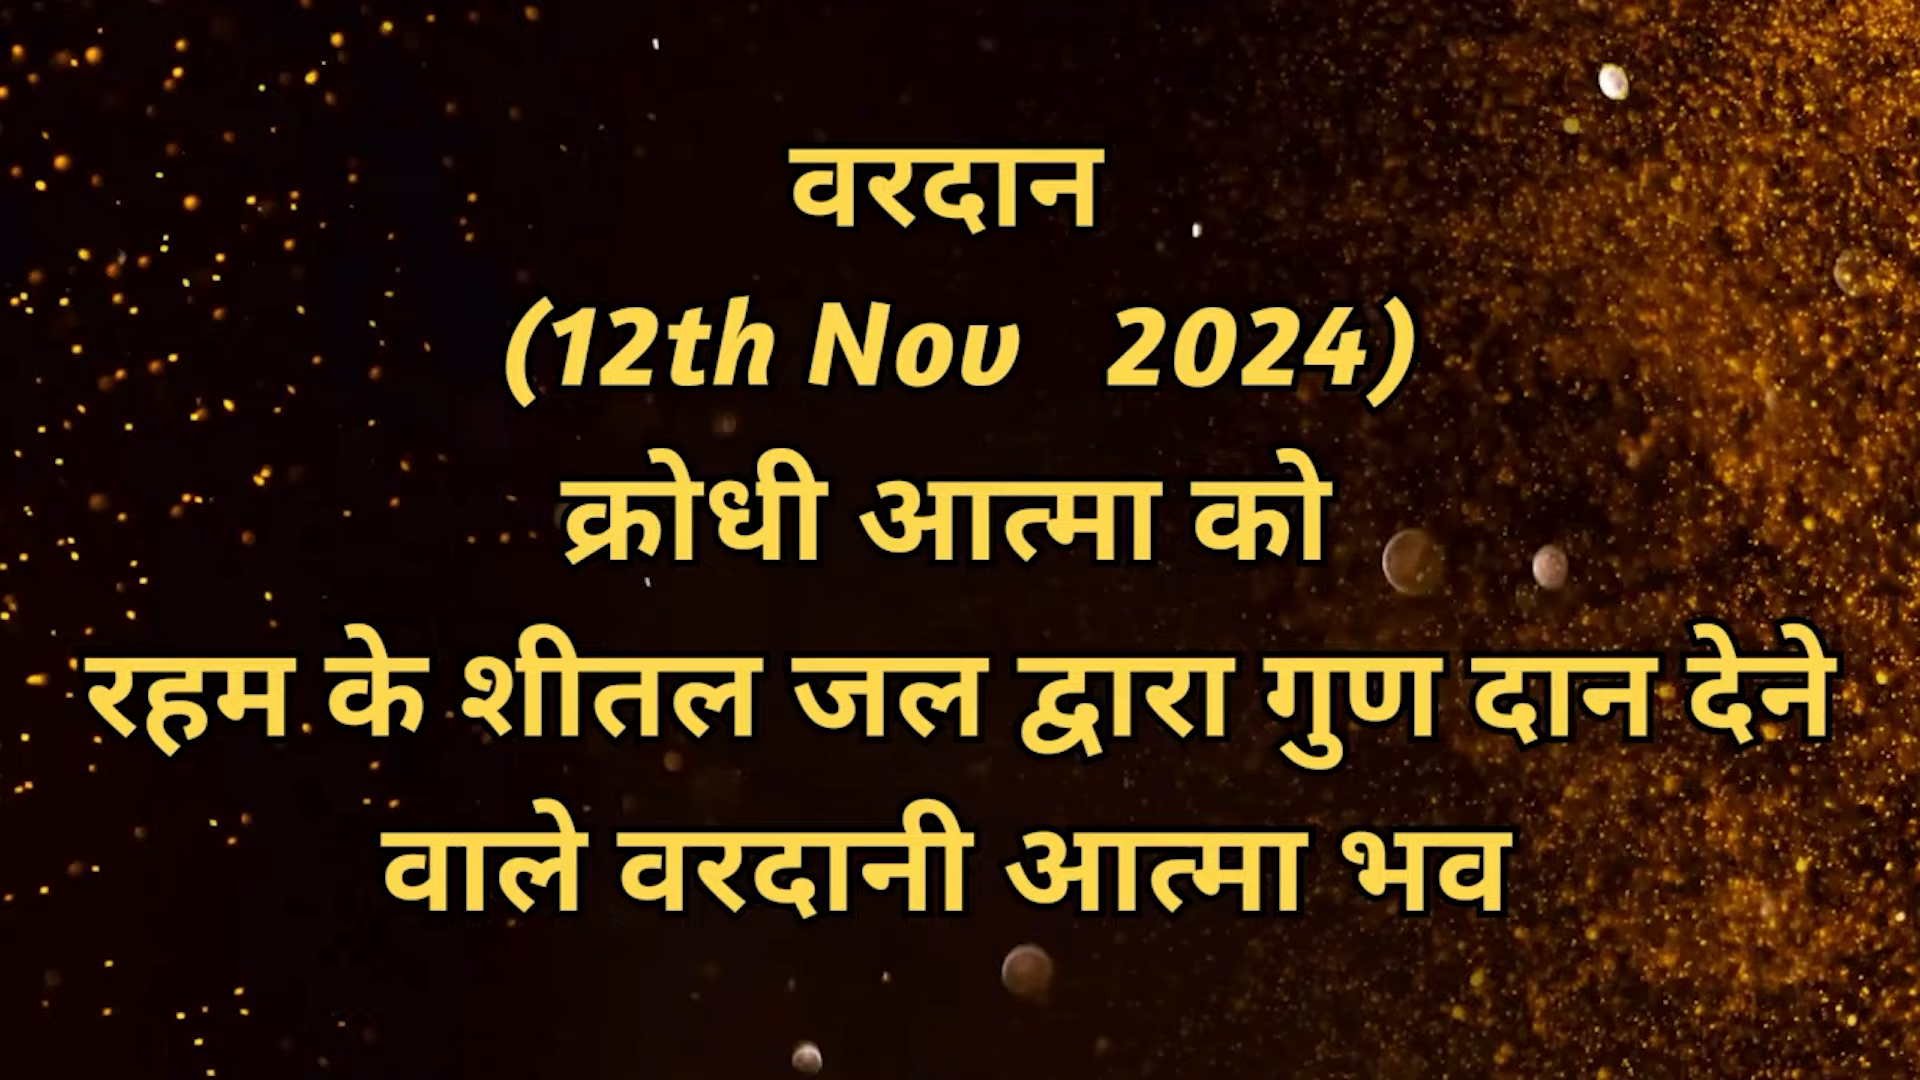 वरदान
(12th Nov 2024)
क्रोधी आत्मा को
रहम के शीतल जल द्वारा गुण दान देने
वाले वरदानी आत्मा भव